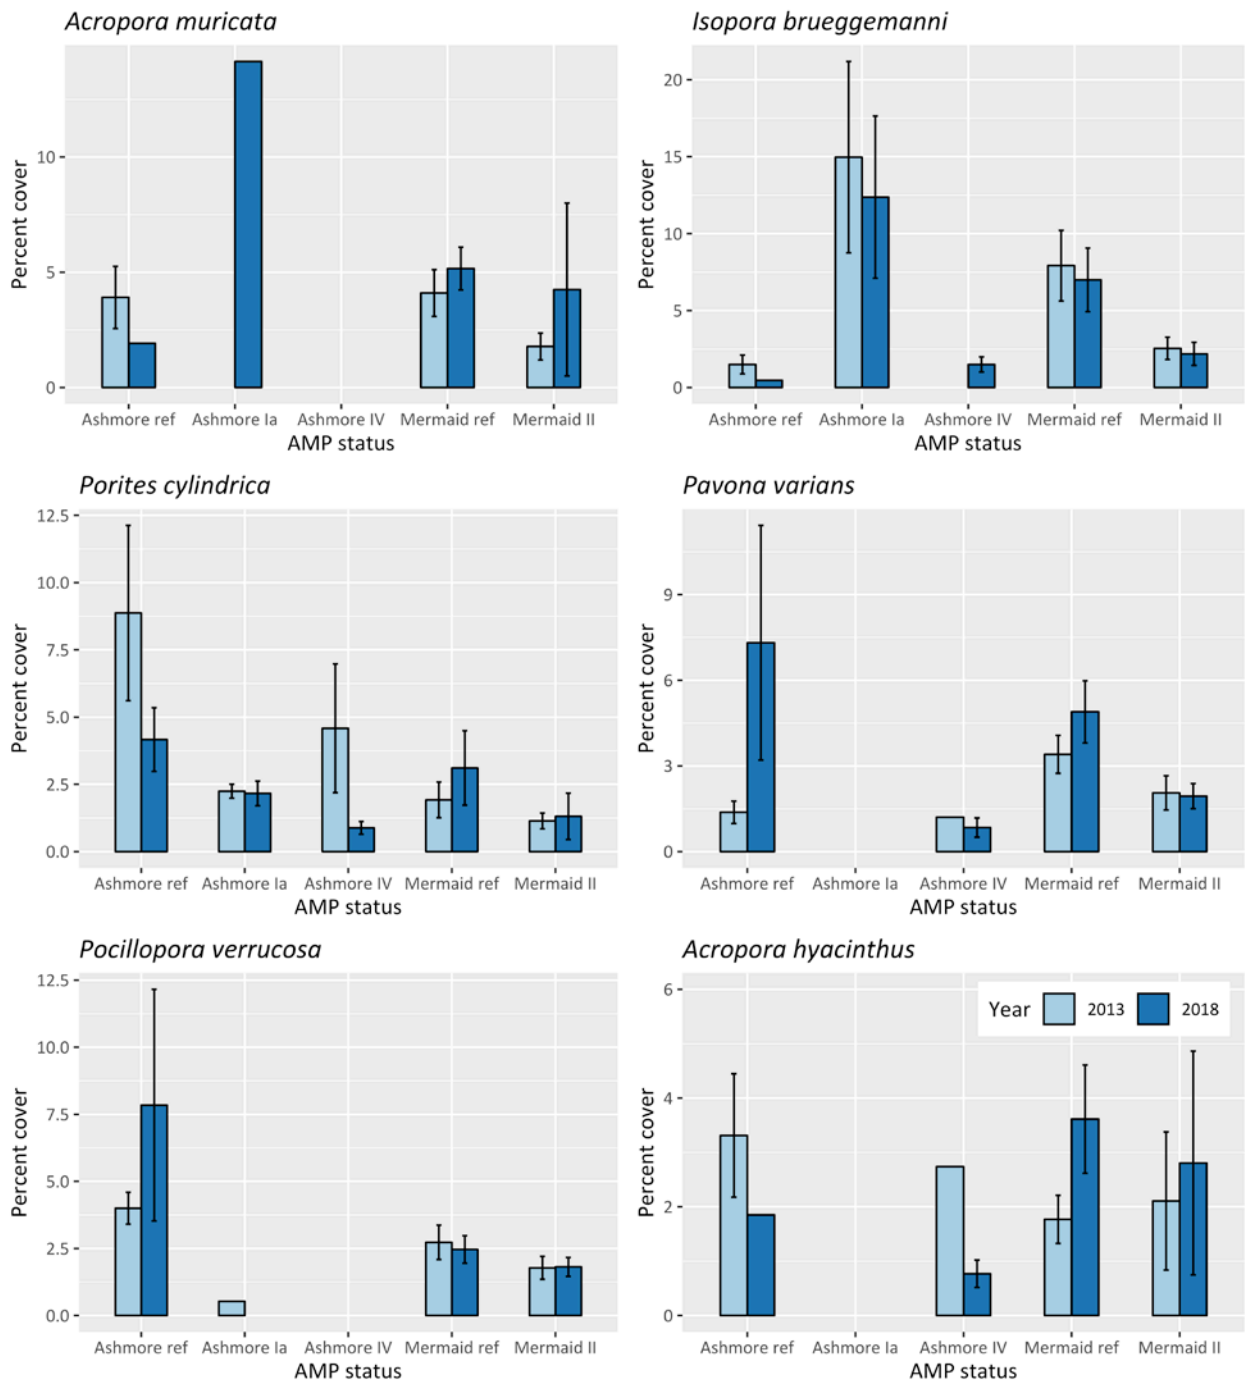 Acropora muricata
Percent cover
10
5
0
Ashmore ref Ashmore Ia Ashmore IV Mermaid ref Mermaid II
AMP status
Isopora brueggemanni
Percent cover
20
15
10
5
0
Ashmore ref Ashmore Ia Ashmore IV Mermaid ref Mermaid II
AMP status
Porites cylindrica
Percent cover
12.5
10.0
7.5
5.0
2.5
0.0
Ashmore ref Ashmore Ia Ashmore IV Mermaid ref Mermaid II
AMP status
Pavona varians
Percent cover
9
6
3
0
Ashmore ref Ashmore Ia Ashmore IV Mermaid ref Mermaid II
AMP status
Pocillopora verrucosa
Percent cover
12.5
10.0
7.5
5.0
2.5
0.0
Ashmore ref Ashmore Ia Ashmore IV Mermaid ref Mermaid II
AMP status
Acropora hyacinthus
Year 2013 2018
Percent cover
6
4
2
0
Ashmore ref Ashmore Ia Ashmore IV Mermaid ref Mermaid II
AMP status